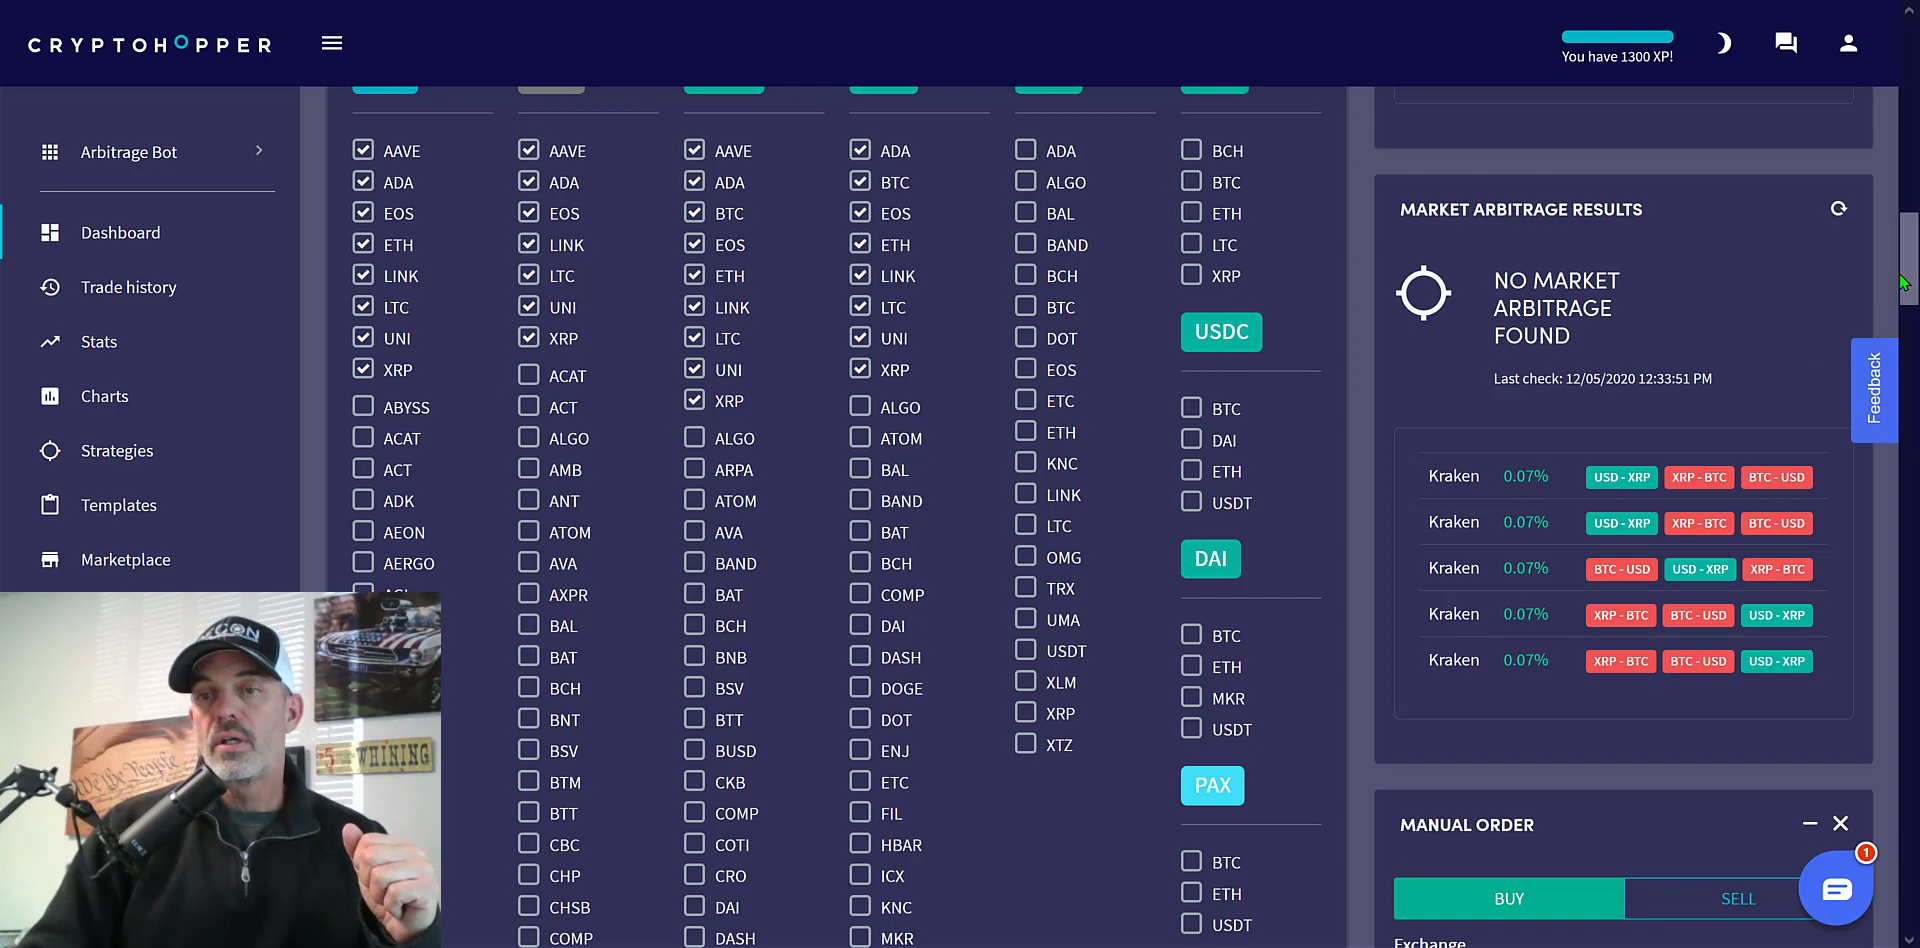 CRYPTOHOPPER
You have 1300 XP!
Arbitrage Bot
Dashboard
Trade history
Stats
Charts
Strategies
Templates
Marketplace
AAVE
ADA
EOS
ETH
LINK
LTC
UNI
XRP
ABYSS
ACAT
ACT
ADK
AEON
AERGO
AAVE
ADA
EOS
LINK
LTC
UNI
XRP
ACAT
ACT
ALGO
AMB
ANT
ATOM
AVA
AXPR
BAL
BAT
BCH
BNT
BSV
BTM
BTT
CBC
CHP
CHSB
COMP
AAVE
ADA
BTC
EOS
ETH
LINK
LTC
UNI
XRP
ALGO
ARPA
ATOM
AVA
BAND
BAT
BCH
BNB
BSV
BTT
BUSD
CKB
COMP
COTI
CRO
DAI
DASH
ADA
BTC
EOS
ETH
LINK
LTC
UNI
XRP
ALGO
ATOM
BAL
BAND
BAT
BCH
COMP
DAI
DASH
DOGE
DOT
ENJ
ETC
FIL
HBAR
ICX
KNC
MKR
ADA
ALGO
BAL
BAND
BCH
BTC
DOT
EOS
ETC
ETH
KNC
LINK
LTC
OMG
TRX
UMA
USDT
XLM
XRP
XTZ
BCH
BTC
ETH
LTC
XRP
USDC
BTC
DAI
ETH
USDT
DAI
BTC
ETH
MKR
USDT
PAX
BTC
ETH
USDT
MARKET ARBITRAGE RESULTS
NO MARKET
ARBITRAGE
FOUND
Last check: 12/05/2020 12:33:51 PM
Feedback
Kraken 0.07% USD - XRP XRP - BTC BTC - USD
Kraken 0.07% USD - XRP XRP - BTC BTC - USD
Kraken 0.07% BTC - USD USD - XRP XRP - BTC
Kraken 0.07% XRP - BTC BTC - USD USD - XRP
Kraken 0.07% XRP - BTC BTC - USD USD - XRP
MANUAL ORDER
1
BUY SELL
Exchange
We the People
WHINING